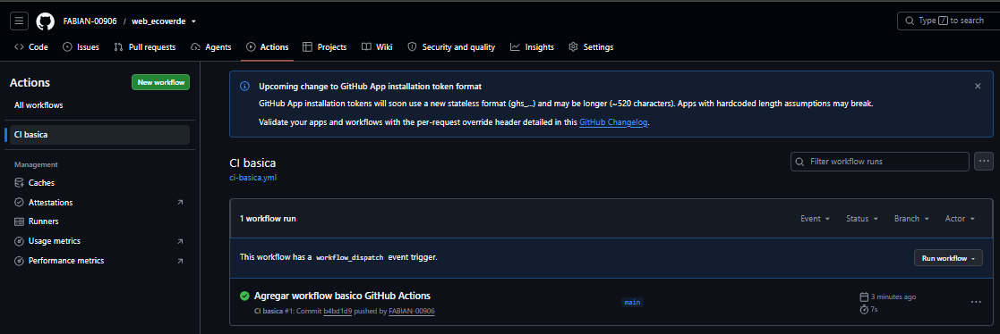 FABIAN-00906 / web_ecoverde
Type / to search
Code Issues Pull requests Agents Actions Projects Wiki Security and quality Insights Settings
Actions
New workflow
All workflows
CI basica
Management
Caches
Attestations
Runners
Usage metrics
Performance metrics
Upcoming change to GitHub App installation token format
GitHub App installation tokens will soon use a new stateless format (ghs_...) and may be longer (~520 characters). Apps with hardcoded length assumptions may break.
Validate your apps and workflows with the per-request override header detailed in this GitHub Changelog.
CI basica
ci-basica.yml
Filter workflow runs
1 workflow run
Event Status Branch Actor
This workflow has a workflow_dispatch event trigger.
Run workflow
Agregar workflow basico GitHub Actions
CI basica #1: Commit b4bd1d9 pushed by FABIAN-00906
main
3 minutes ago
7s